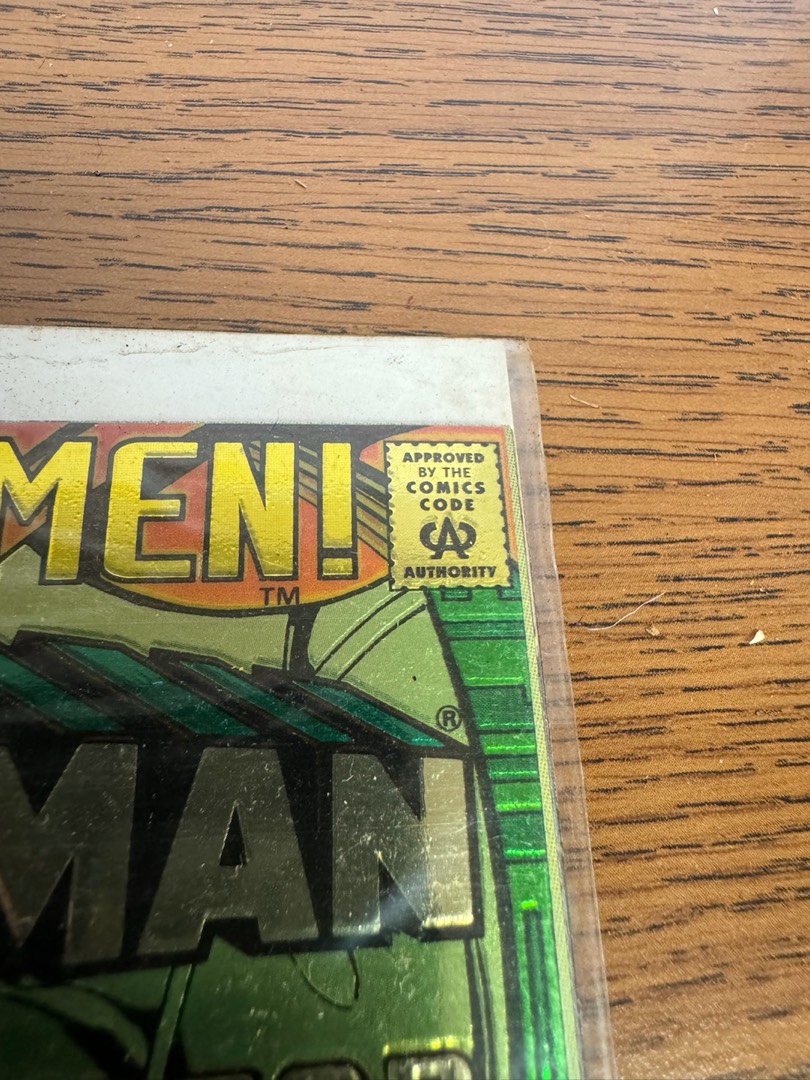 MEN!
TM
APPROVED
BY THE
COMICS
CODE
CA
AUTHORITY
®
MAN